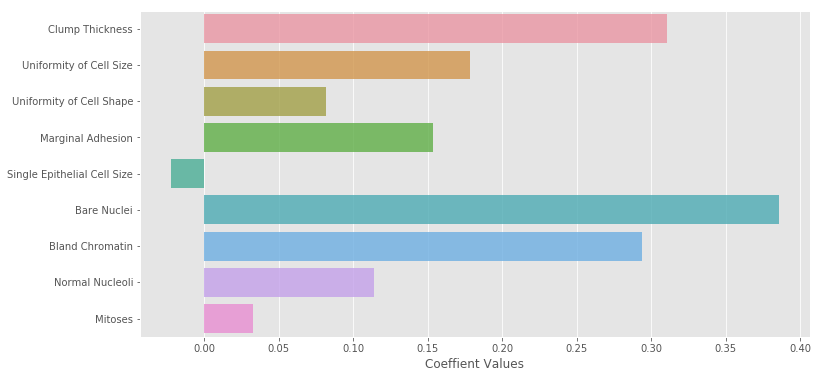 Clump Thickness
Uniformity of Cell Size
Uniformity of Cell Shape
Marginal Adhesion
Single Epithelial Cell Size
Bare Nuclei
Bland Chromatin
Normal Nucleoli
Mitoses
0.00 0.05 0.10 0.15 0.20 0.25 0.30 0.35 0.40
Coeffient Values